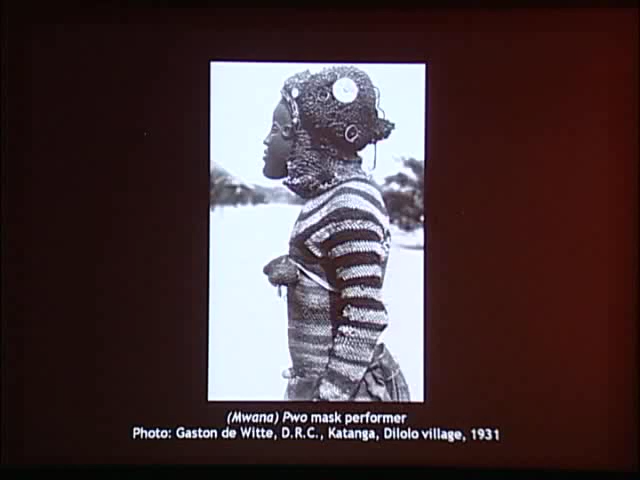 (Mwana) Pwo mask performer
Photo: Gaston de Witte, D.R.C., Katanga, Dilolo village, 1931